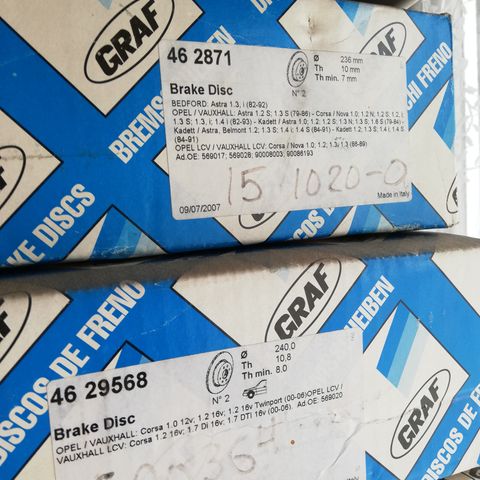 GRAF
BREMS
BRAKE DISCS
CHI FRENO
46 2871
Brake Disc
Ø 236 mm
Th 10 mm
Th min. 7 mm
N° 2
BEDFORD: Astra 1.3, i (82-92)
OPEL / VAUXHALL: Astra 1.2 S; 1.3 S (79-86) - Corsa / Nova 1.0; 1.2 N; 1.2 S; 1.2, i;
1.3 S; 1.3, i; 1.4 i (82-93) - Kadett / Astra 1.0; 1.2; 1.2 S; 1.3 N; 1.3 S; 1.6 S (79-84) -
Kadett / Astra, Belmont 1.2; 1.3 S; 1.4 i; 1.4 S (84-91) - Kadett 1.2; 1.3 S; 1.4 i; 1.4 S
(84-91)
OPEL LCV / VAUXHALL LCV: Corsa / Nova 1.0; 1.2; 1.3/ 1.3 (86-89)
Ad.OE: 569017; 569028; 90008003; 90086193
15 1020-0
09/07/2007
Made in Italy
GRAF
GRAF
DISCOS DE FRENO
HEIBEN
46 29568
Brake Disc
Ø 240,0
Th 10,8
Th min. 8.0
N° 2
OPEL / VAUXHALL: Corsa 1.0 12v; 1.2 16v; 1.2 16v Twinport (00-06)OPEL LCV /
VAUXHALL LCV: Corsa 1.2 16v; 1.7 Di 16v; 1.7 DTI 16v (00-06). Ad.OE: 569020